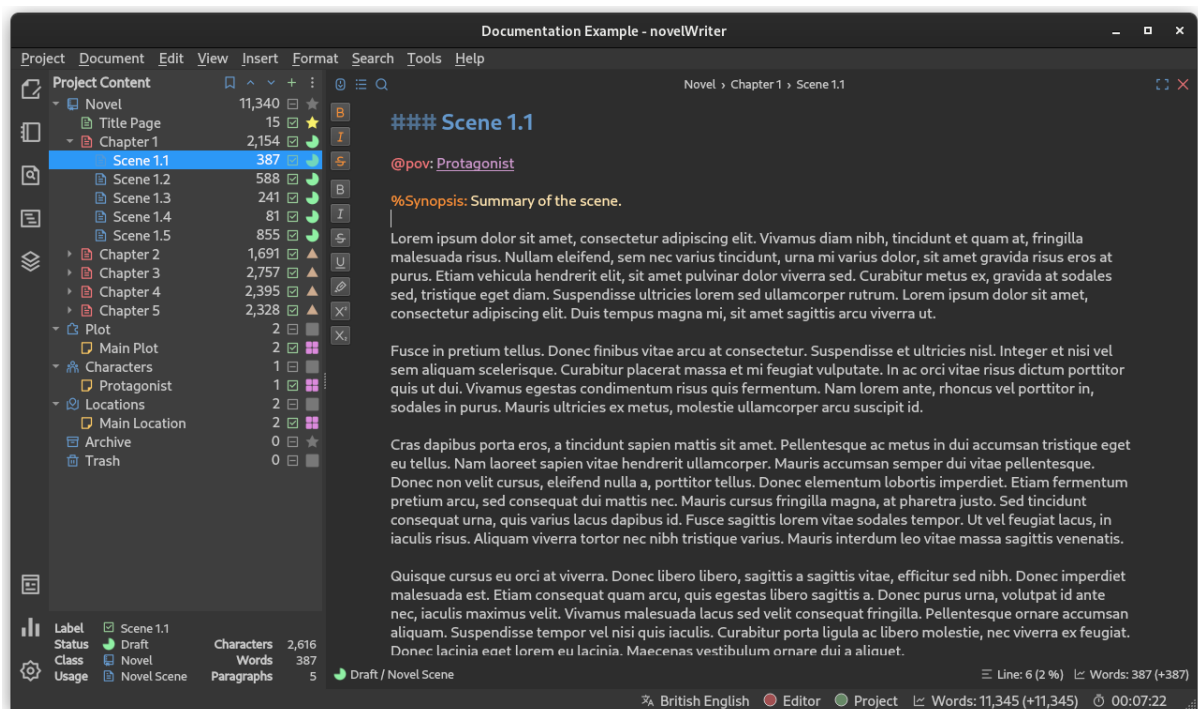 Documentation Example - novelWriter
Project Document Edit View Insert Format Search Tools Help
Project Content
Novel 11,340
Title Page 15
Chapter 1 2,154
Scene 1.1 387
Scene 1.2 588
Scene 1.3 241
Scene 1.4 81
Scene 1.5 855
Chapter 2 1,691
Chapter 3 2,757
Chapter 4 2,395
Chapter 5 2,328
Plot 2
Main Plot 2
Characters 1
Protagonist 1
Locations 2
Main Location 2
Archive 0
Trash 0
Label Scene 1.1
Status Draft Characters 2,616
Class Novel Words 387
Usage Novel Scene Paragraphs 5
Novel › Chapter 1 › Scene 1.1
B
I
S
B
I
S
U
X
X
### Scene 1.1
@pov: Protagonist
%Synopsis: Summary of the scene.
Lorem ipsum dolor sit amet, consectetur adipiscing elit. Vivamus diam nibh, tincidunt et quam at, fringilla
malesuada risus. Nullam eleifend, sem nec varius tincidunt, urna mi varius dolor, sit amet gravida risus eros at
purus. Etiam vehicula hendrerit elit, sit amet pulvinar dolor viverra sed. Curabitur metus ex, gravida at sodales
sed, tristique eget diam. Suspendisse ultricies lorem sed ullamcorper rutrum. Lorem ipsum dolor sit amet,
consectetur adipiscing elit. Duis tempus magna mi, sit amet sagittis arcu viverra ut.
Fusce in pretium tellus. Donec finibus vitae arcu at consectetur. Suspendisse et ultricies nisl. Integer et nisi vel
sem aliquam scelerisque. Curabitur placerat massa et mi feugiat vulputate. In ac orci vitae risus dictum porttitor
quis ut dui. Vivamus egestas condimentum risus quis fermentum. Nam lorem ante, rhoncus vel porttitor in,
sodales in purus. Mauris ultricies ex metus, molestie ullamcorper arcu suscipit id.
Cras dapibus porta eros, a tincidunt sapien mattis sit amet. Pellentesque ac metus in dui accumsan tristique eget
eu tellus. Nam laoreet sapien vitae hendrerit ullamcorper. Mauris accumsan semper dui vitae pellentesque.
Donec non velit cursus, eleifend nulla a, porttitor tellus. Donec elementum lobortis imperdiet. Etiam fermentum
pretium arcu, sed consequat dui mattis nec. Mauris cursus fringilla magna, at pharetra justo. Sed tincidunt
consequat urna, quis varius lacus dapibus id. Fusce sagittis lorem vitae sodales tempor. Ut vel feugiat lacus, in
iaculis risus. Aliquam viverra tortor nec nibh tristique varius. Mauris interdum leo vitae massa sagittis venenatis.
Quisque cursus eu orci at viverra. Donec libero libero, sagittis a sagittis vitae, efficitur sed nibh. Donec imperdiet
malesuada est. Etiam consequat quam arcu, quis egestas libero sagittis a. Donec purus urna, volutpat id ante
nec, iaculis maximus velit. Vivamus malesuada lacus sed velit consequat fringilla. Pellentesque ornare accumsan
aliquam. Suspendisse tempor vel nisi quis iaculis. Curabitur porta ligula ac libero molestie, nec viverra ex feugiat.
Donec lacinia eget lorem eu lacinia. Maecenas vestibulum ornare dui a aliquet.
Draft / Novel Scene Line: 6 (2 %) Words: 387 (+387)
British English Editor Project Words: 11,345 (+11,345) 00:07:22